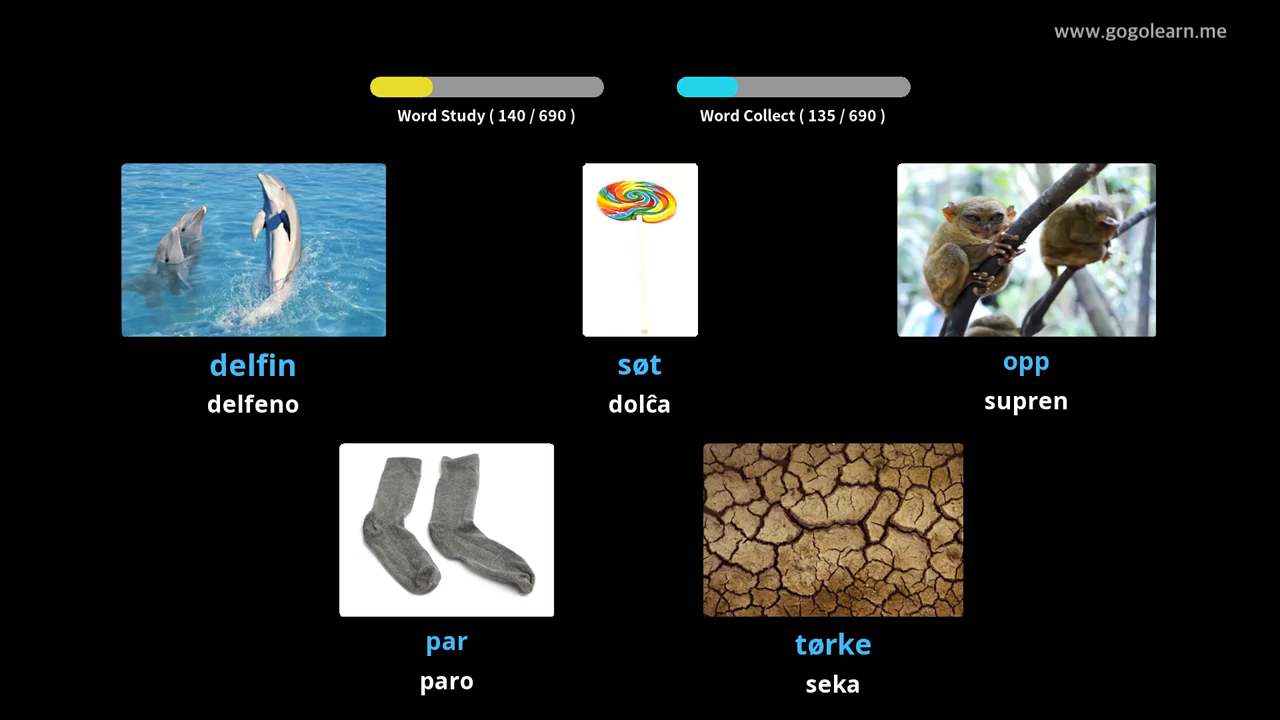 www.gogolearn.me
Word Study ( 140 / 690 )
Word Collect ( 135 / 690 )
delfin
delfeno
søt
dolĉa
opp
supren
par
paro
tørke
seka